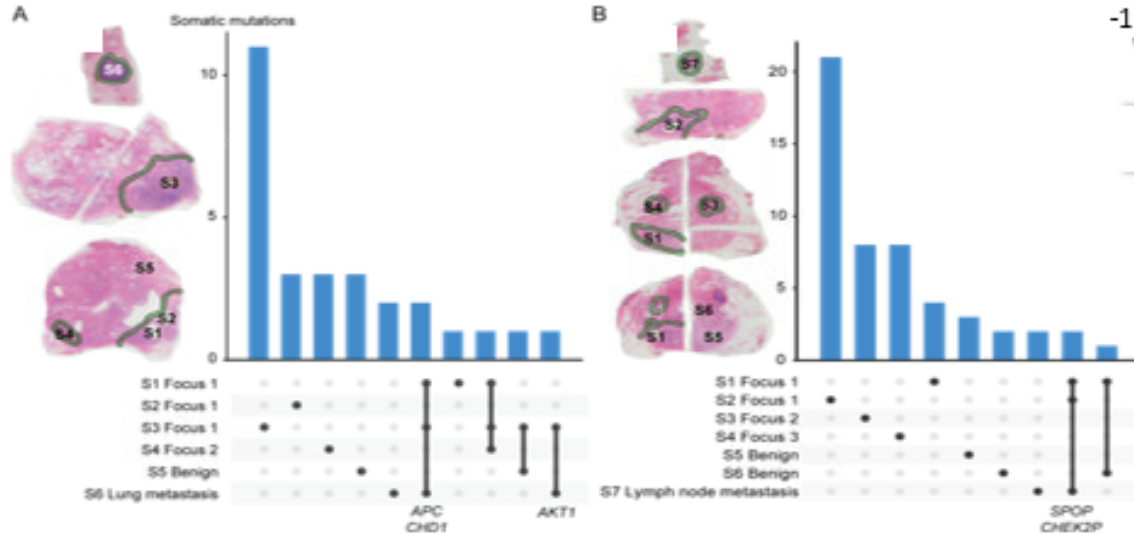 A
Somatic mutations
S6
S3
S5
S2
S4
S1
10
5
0
S1 Focus 1
S2 Focus 1
S3 Focus 1
S4 Focus 2
S5 Benign
S6 Lung metastasis
APC
CHD1
AKT1
B
-1
S7
S2
S4
S3
S1
S6
S1
S5
20
15
10
5
0
S1 Focus 1
S2 Focus 1
S3 Focus 2
S4 Focus 3
S5 Benign
S6 Benign
S7 Lymph node metastasis
SPOP
CHEK2P